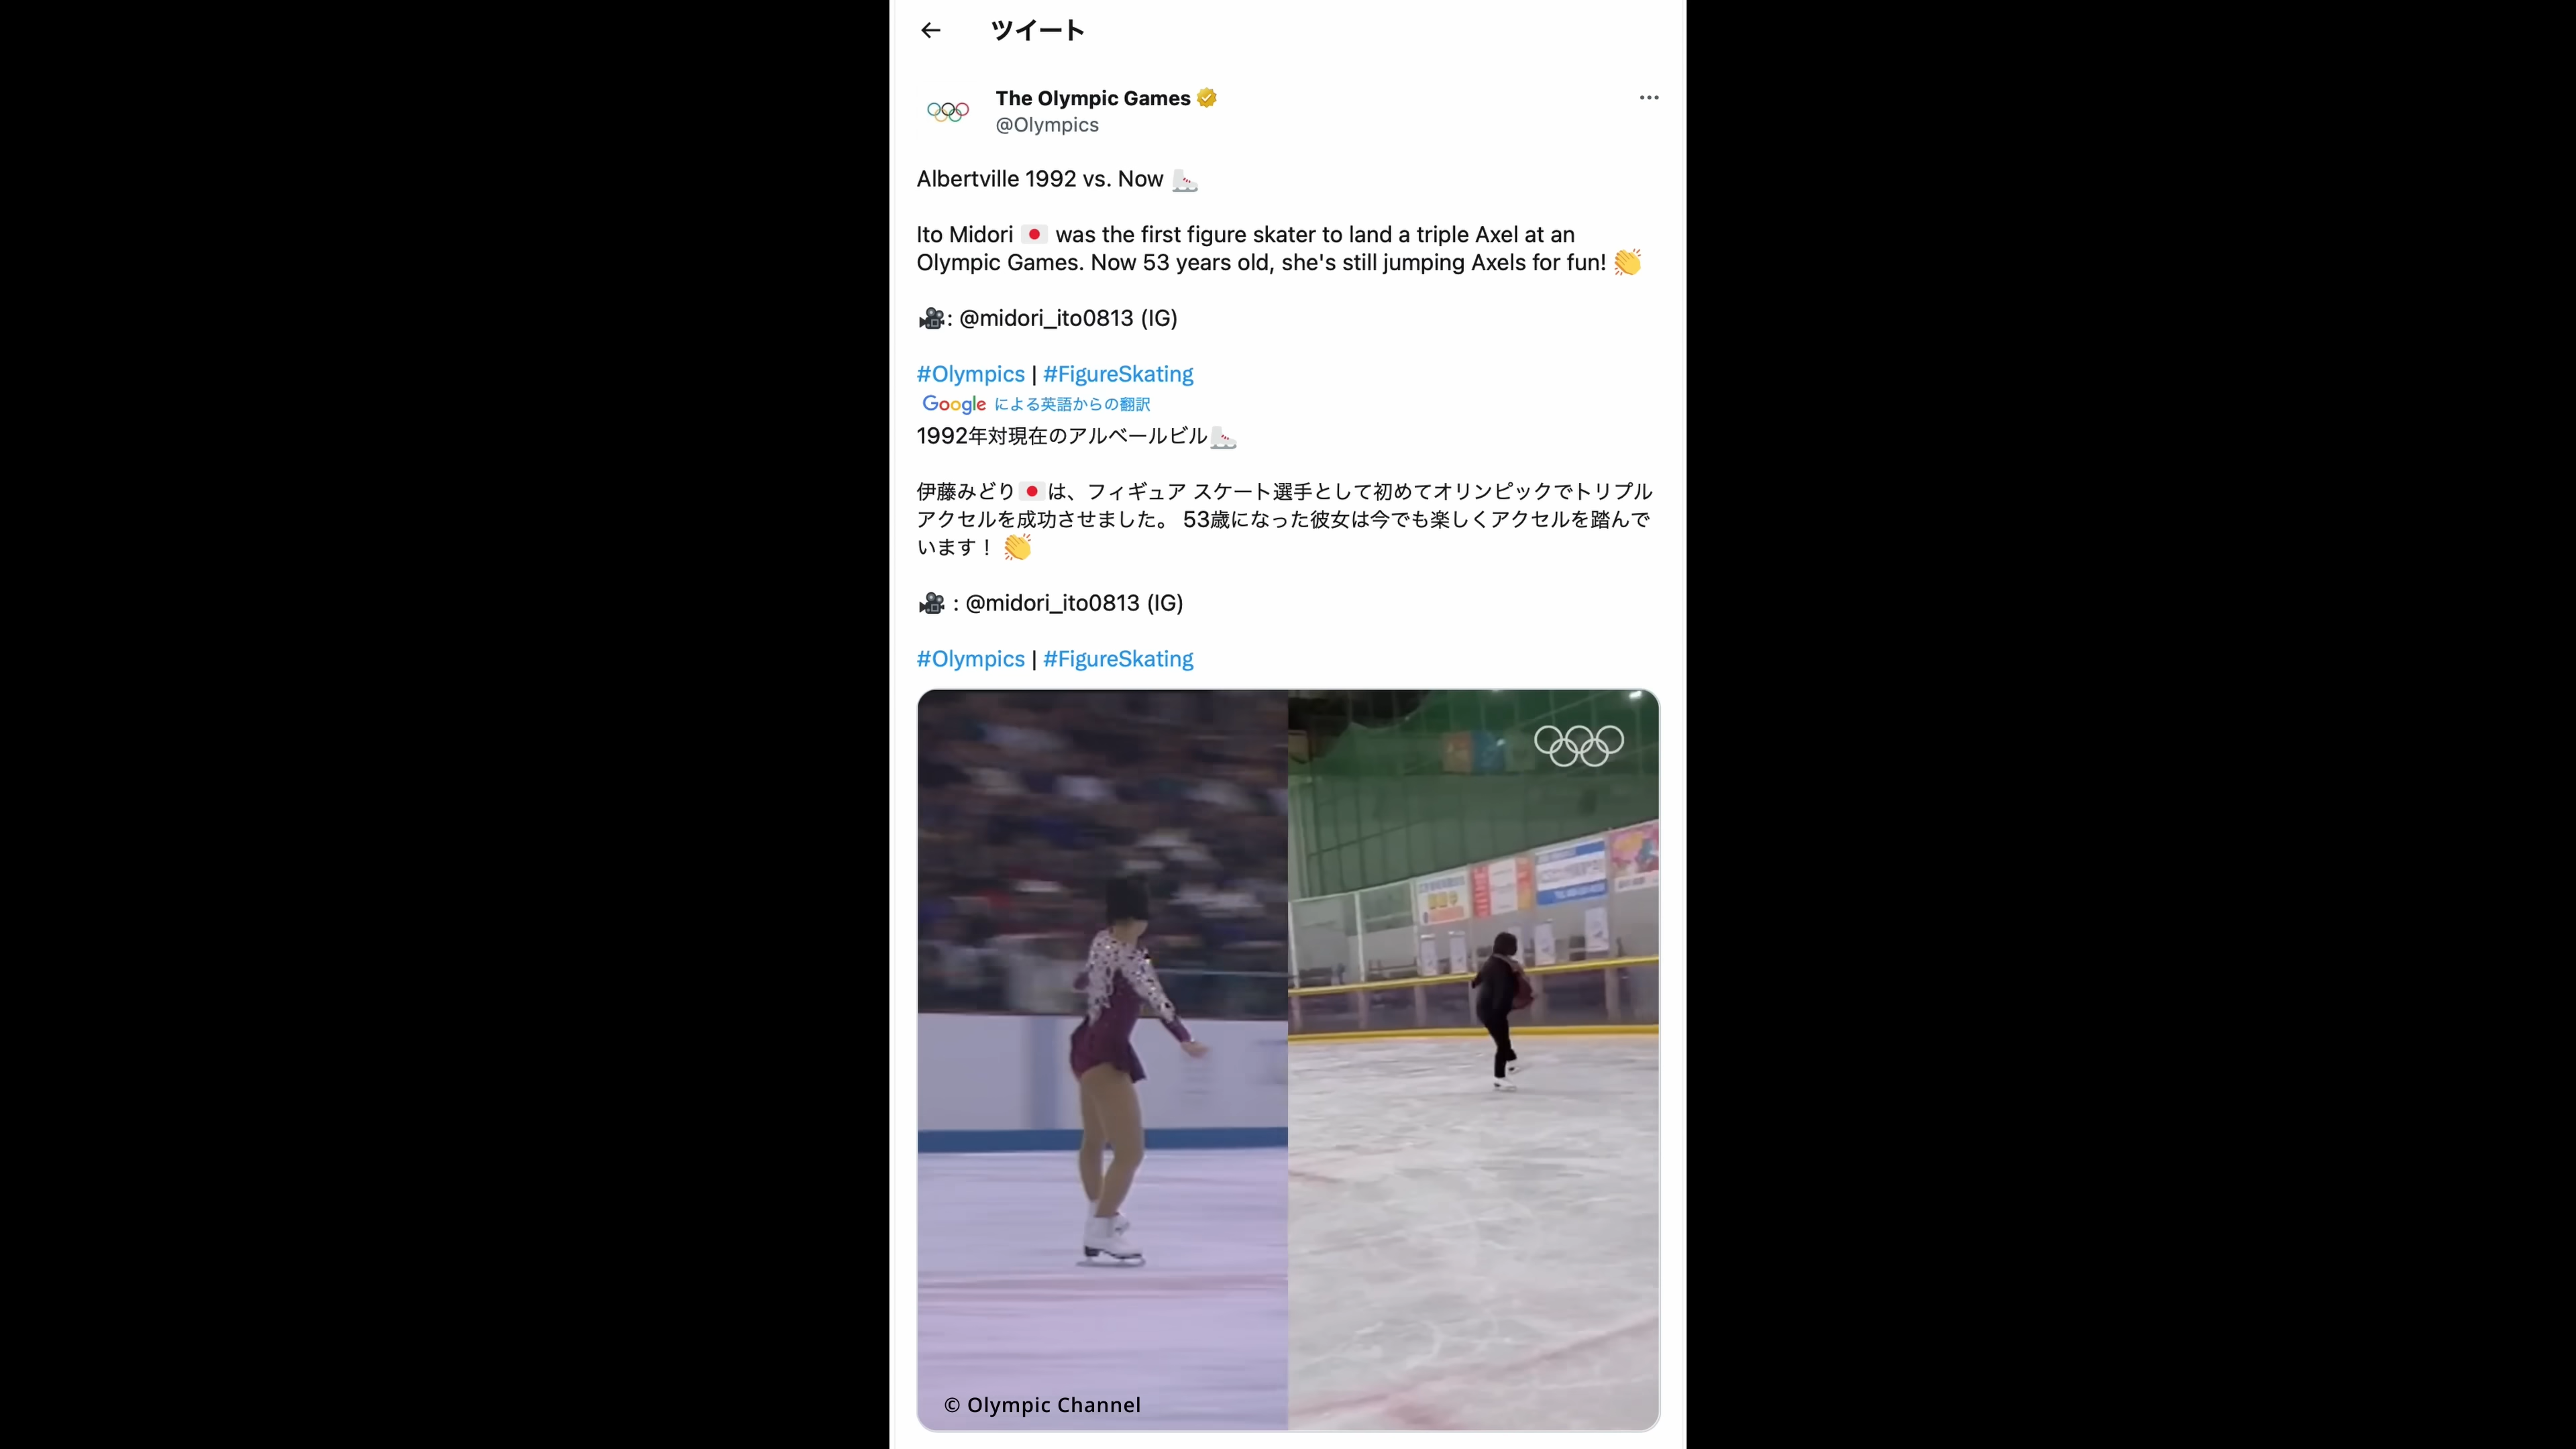 ツイート
The Olympic Games
@Olympics
Albertville 1992 vs. Now ⛸️
Ito Midori 🇯🇵 was the first figure skater to land a triple Axel at an
Olympic Games. Now 53 years old, she's still jumping Axels for fun! 👏
🎥: @midori_ito0813 (IG)
#Olympics | #FigureSkating
Google による英語からの翻訳
1992年対現在のアルベールビル⛸️
伊藤みどり🇯🇵は、フィギュア スケート選手として初めてオリンピックでトリプル
アクセルを成功させました。 53歳になった彼女は今でも楽しくアクセルを踏んで
います！ 👏
🎥 : @midori_ito0813 (IG)
#Olympics | #FigureSkating
© Olympic Channel